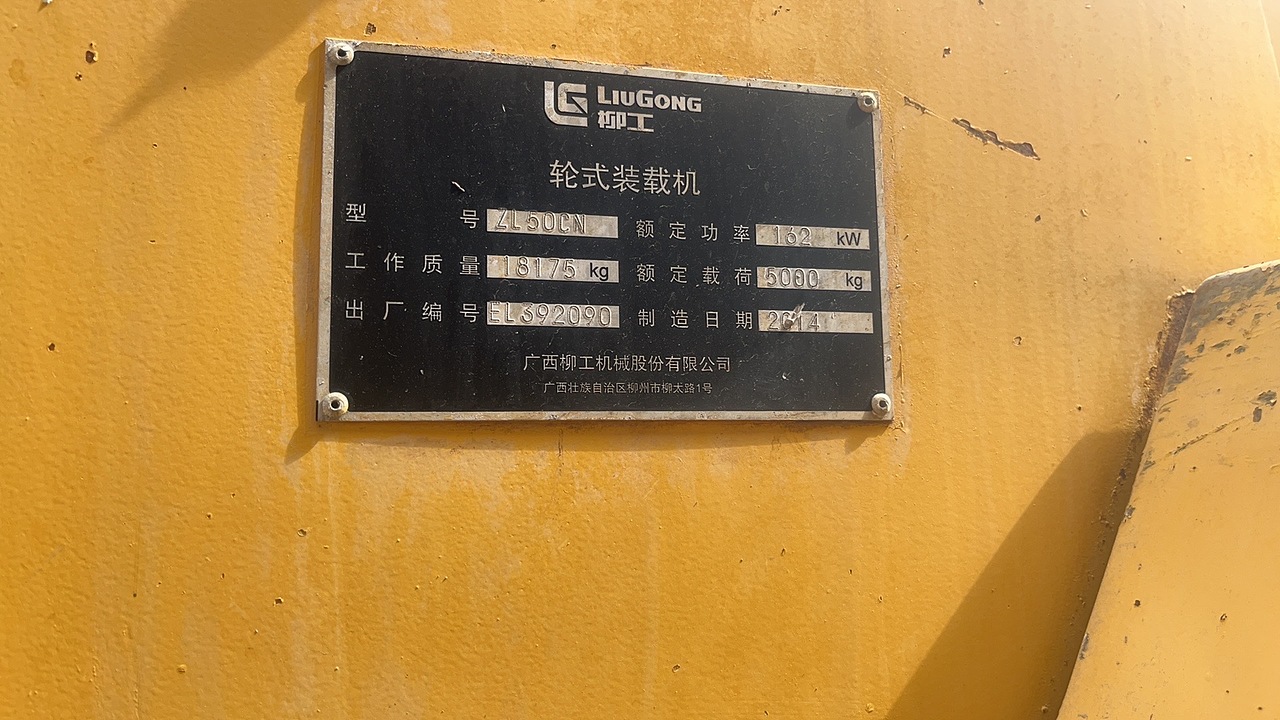 LIUGONG
柳工
轮式装载机
型号 ZL50CN 额定功率 162 kW
工作质量 18175 kg 额定载荷 5000 kg
出厂编号 EL392090 制造日期 2014
广西柳工机械股份有限公司
广西壮族自治区柳州市柳太路1号